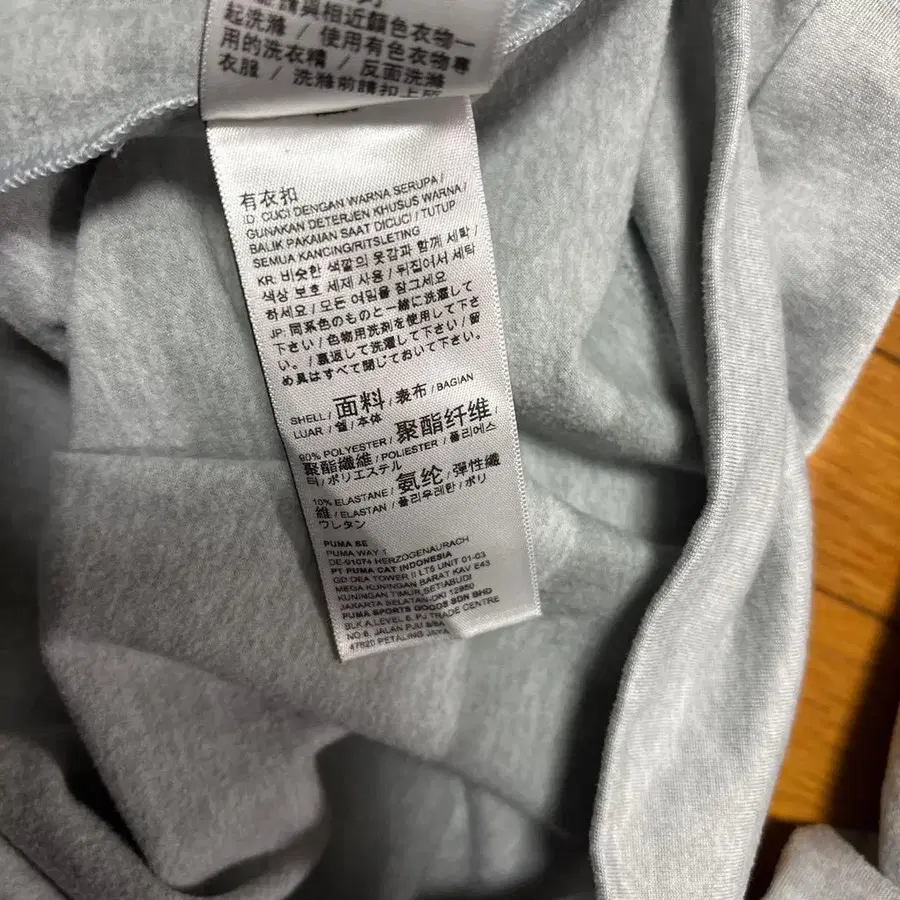 請與相近顏色衣物一
起洗滌 / 使用有色衣物專
用的洗衣精 / 反面洗滌
衣服 / 洗滌前請扣上所
有衣扣
ID. CUCI DENGAN WARNA SERUPA /
GUNAKAN DETERJEN KHUSUS WARNA /
BALIK PAKAIAN SAAT DICUCI / TUTUP
SEMUA KANCING/RITSLETING
KR. 비슷한 색깔의 옷감과 함께 세탁 /
색상 보호 세제 사용 / 뒤집어서 세탁
하세요 / 모든 여밈을 잠그세요
JP. 同系色のものと一緒に洗濯して
下さい / 色物用洗剤を使用して下さ
い。 / 裏返して洗濯して下さい。 / 留
め具はすべて閉じておいて下さい。
SHELL / 面料 / 表布 / BAGIAN
LUAR / 쉘 / 本体
90% POLYESTER / 聚酯纤维 /
聚酯纖維 / POLIESTER / 폴리에스
터 / ポリエステル
10% ELASTANE / 氨纶 / 彈性纖
維 / ELASTAN / 폴리우레탄 / ポリ
ウレタン
PUMA SE
PUMA WAY 1
DE-91074 HERZOGENAURACH
PT PUMA CAT INDONESIA
GD DEA TOWER II LT5 UNIT 01-03
MEGA KUNINGAN BARAT KAV E43
KUNINGAN TIMUR, SETIABUDI
JAKARTA SELATAN-DKI 12950
PUMA SPORTS GOODS SDN BHD
BLK A, LEVEL 6, PJ TRADE CENTRE
NO 8, JALAN PJU 8/8A
47820 PETALING JAYA